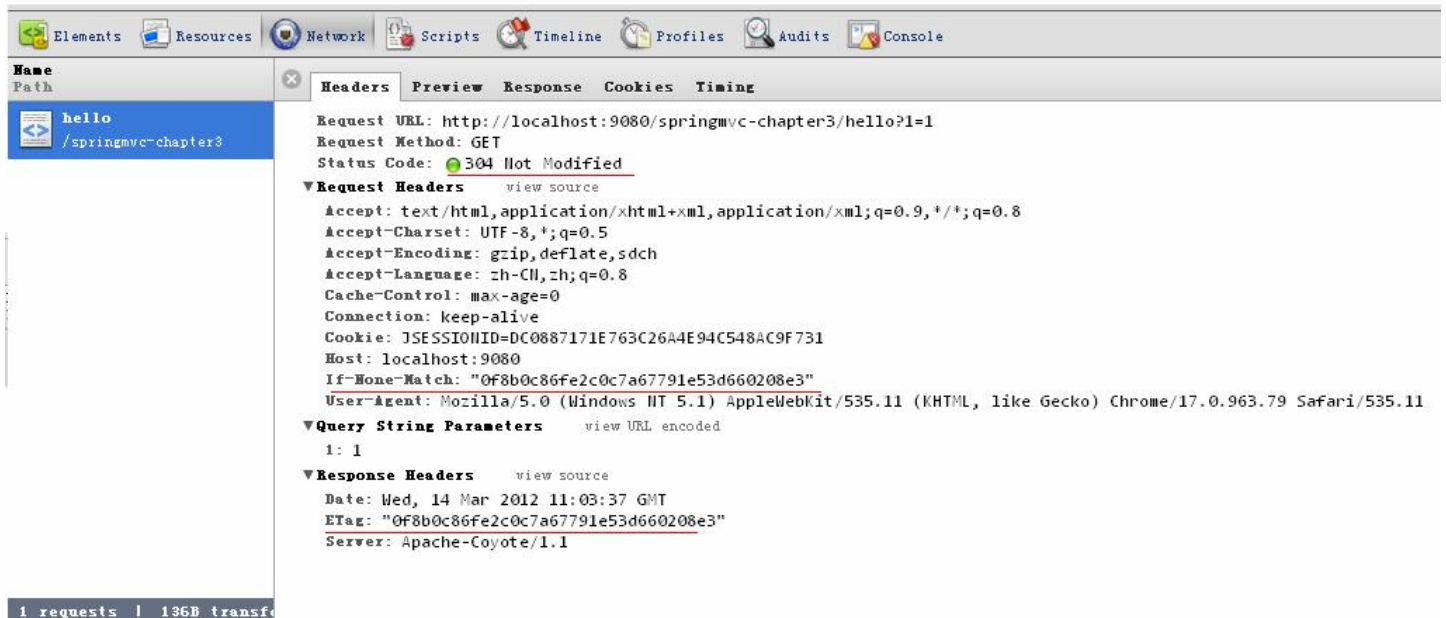 Elements Resources Network Scripts Timeline Profiles Audits Console
Name
Path
Headers Preview Response Cookies Timing
hello
/springmvc-chapter3
Request URL: http://localhost:9080/springmvc-chapter3/hello?1=1
Request Method: GET
Status Code: 304 Not Modified
Request Headers view source
Accept: text/html,application/xhtml+xml,application/xml;q=0.9,*/*;q=0.8
Accept-Charset: UTF-8,*;q=0.5
Accept-Encoding: gzip,deflate,sdch
Accept-Language: zh-CN,zh;q=0.8
Cache-Control: max-age=0
Connection: keep-alive
Cookie: JSESSIONID=DC0887171E763C26A4E94C548AC9F731
Host: localhost:9080
If-None-Match: "0f8b0c86fe2c0c7a67791e53d660208e3"
User-Agent: Mozilla/5.0 (Windows NT 5.1) AppleWebKit/535.11 (KHTML, like Gecko) Chrome/17.0.963.79 Safari/535.11
Query String Parameters view URL encoded
1: 1
Response Headers view source
Date: Wed, 14 Mar 2012 11:03:37 GMT
ETag: "0f8b0c86fe2c0c7a67791e53d660208e3"
Server: Apache-Coyote/1.1
1 requests | 136B transfe